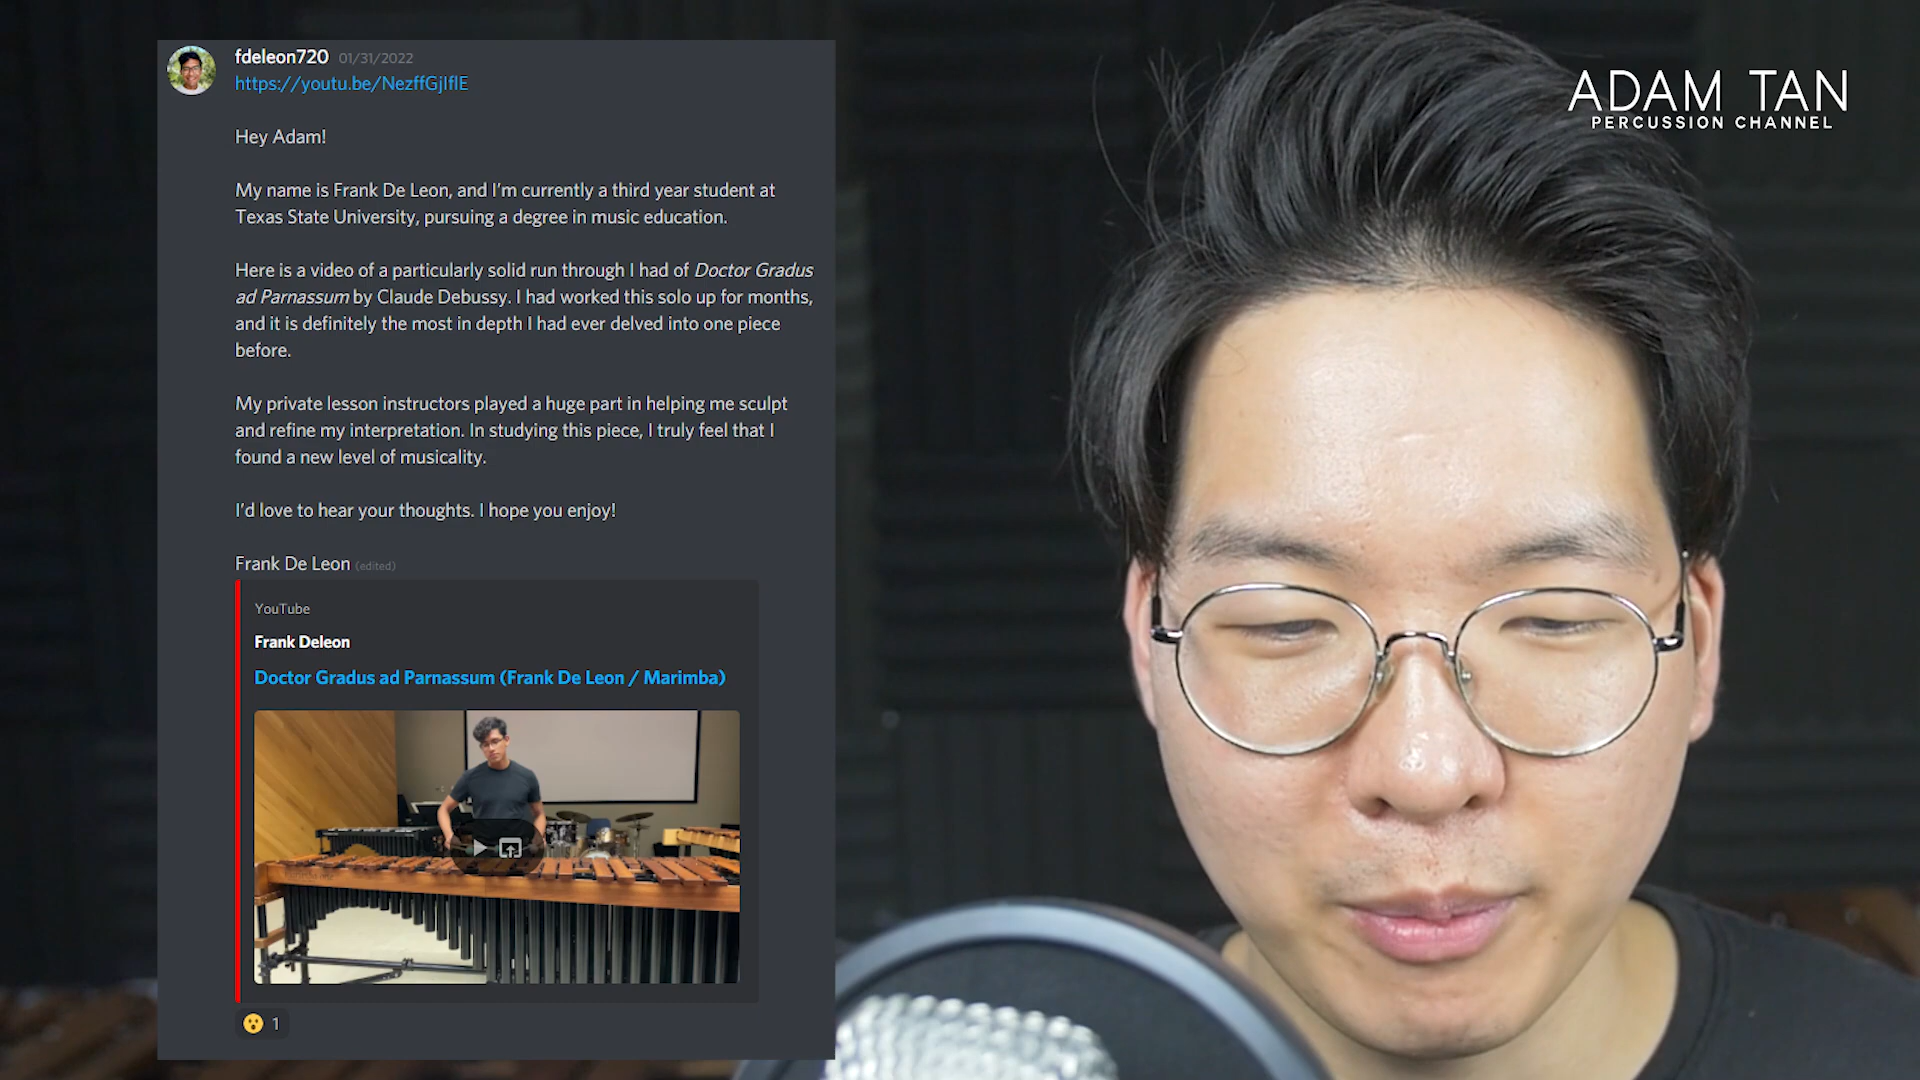 fdeleon720 01/31/2022
https://youtu.be/NezffGjIflE
Hey Adam!
My name is Frank De Leon, and I'm currently a third year student at
Texas State University, pursuing a degree in music education.
Here is a video of a particularly solid run through I had of Doctor Gradus
ad Parnassum by Claude Debussy. I had worked this solo up for months,
and it is definitely the most in depth I had ever delved into one piece
before.
My private lesson instructors played a huge part in helping me sculpt
and refine my interpretation. In studying this piece, I truly feel that I
found a new level of musicality.
I'd love to hear your thoughts. I hope you enjoy!
Frank De Leon (edited)
YouTube
Frank Deleon
Doctor Gradus ad Parnassum (Frank De Leon / Marimba)
1
ADAM TAN
PERCUSSION CHANNEL